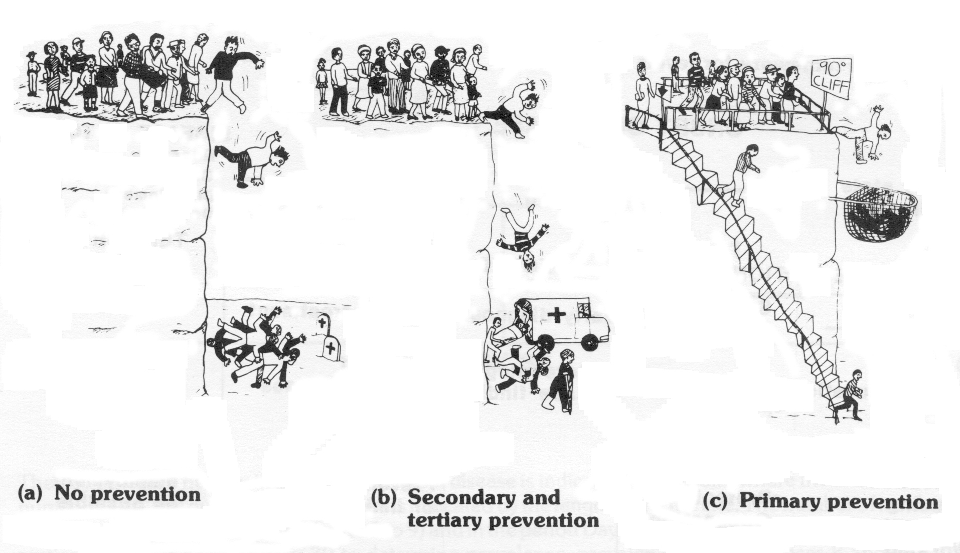 90°
CLIFF
(a) No prevention
(b) Secondary and
tertiary prevention
(c) Primary prevention